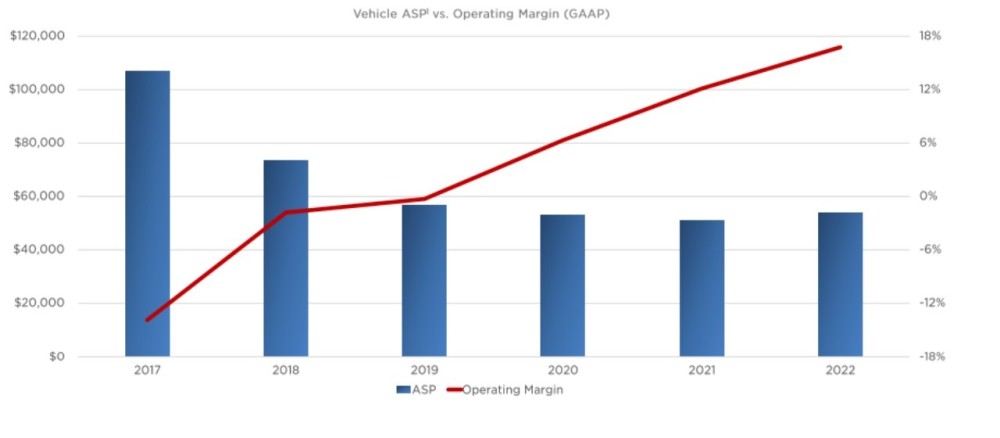 Vehicle ASP¹ vs. Operating Margin (GAAP)
$120,000 18%
$100,000 12%
$80,000 6%
$60,000 0%
$40,000 -6%
$20,000 -12%
$0 -18%
2017 2018 2019 2020 2021 2022
ASP Operating Margin